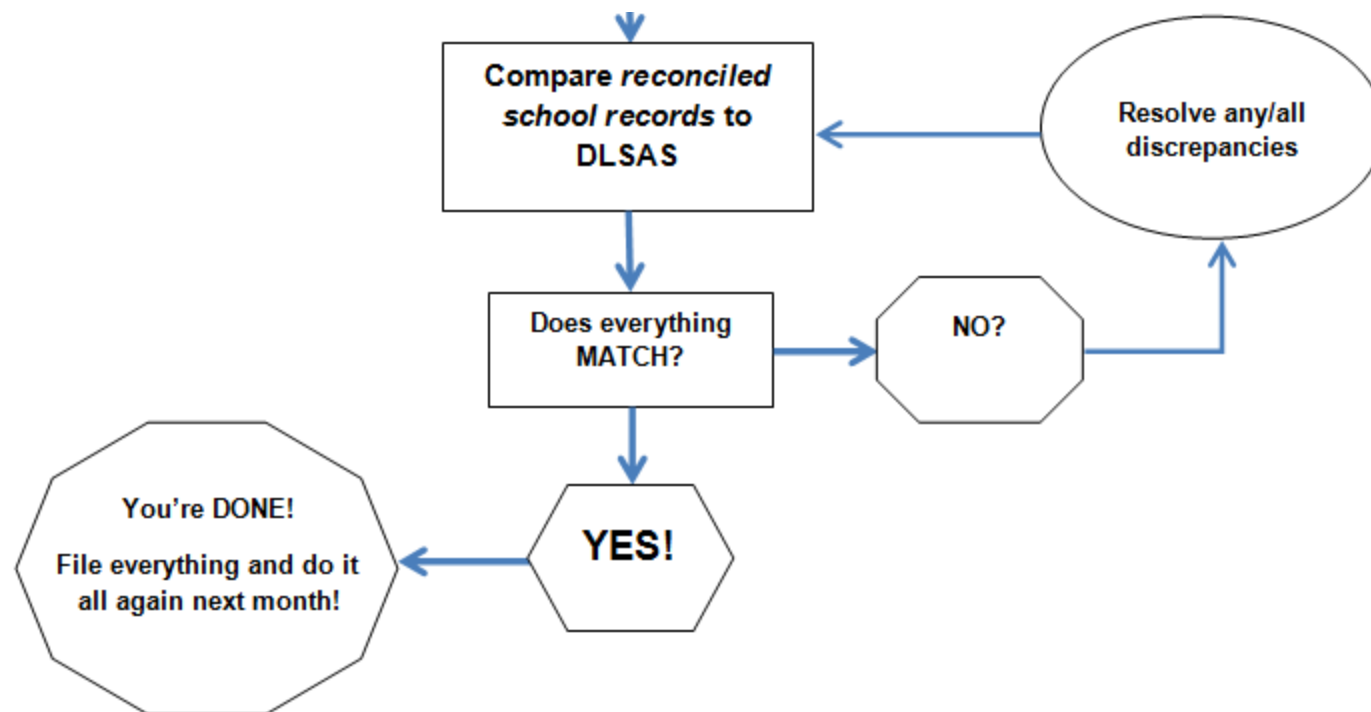 Compare reconciled
school records to
DLSAS
Resolve any/all
discrepancies
Does everything
MATCH?
NO?
YES!
You’re DONE!
File everything and do it
all again next month!